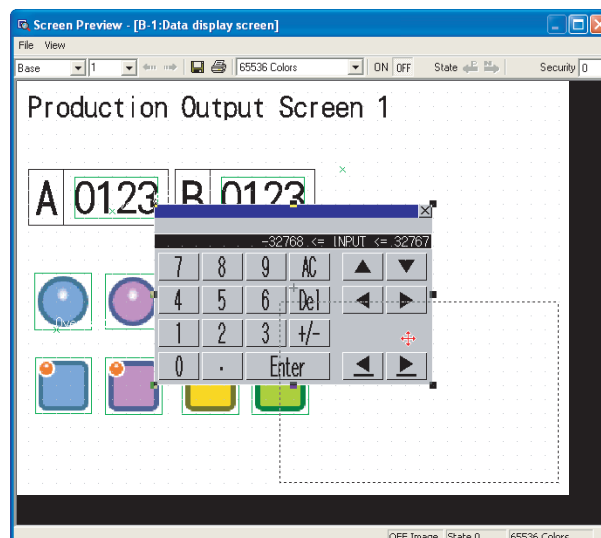 Screen Preview - [B-1:Data display screen]
File View
Base 1 65536 Colors ON OFF State Security 0
Production Output Screen 1
A 0123 B 0123
-32768 <= INPUT <= 32767
7 8 9 AC
4 5 6 Del
1 2 3 +/-
0 . Enter
OFF Image State 0 65536 Colors